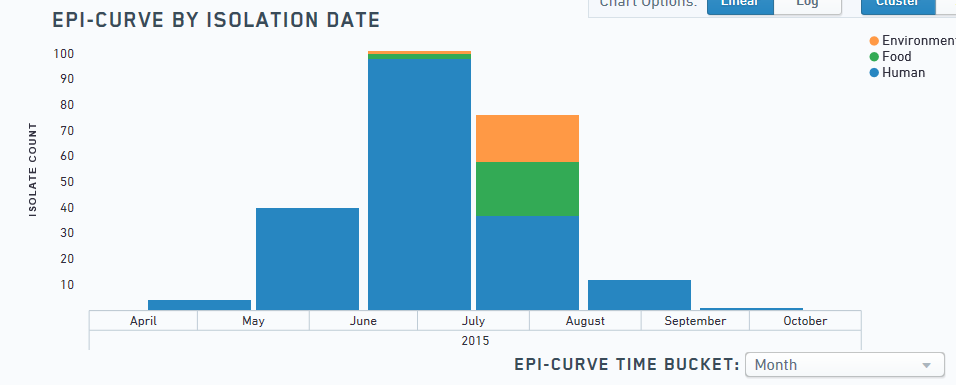 Chart Options:
Linear
Log
Cluster
EPI-CURVE BY ISOLATION DATE
Environmen
Food
Human
100
90
80
70
60
50
40
30
20
10
ISOLATE COUNT
April May June July August September October
2015
EPI-CURVE TIME BUCKET: Month